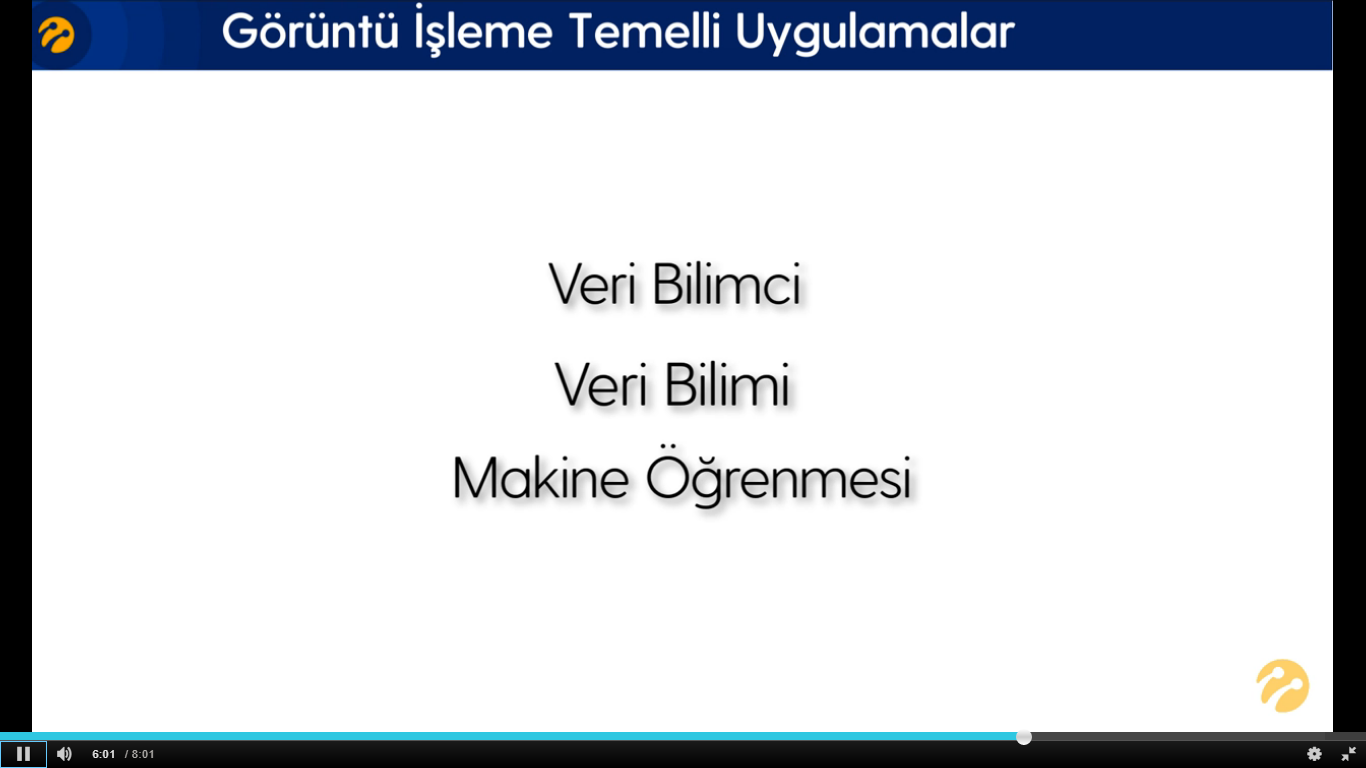 Görüntü İşleme Temelli Uygulamalar
Veri Bilimci
Veri Bilimi
Makine Öğrenmesi
6:01 / 8:01